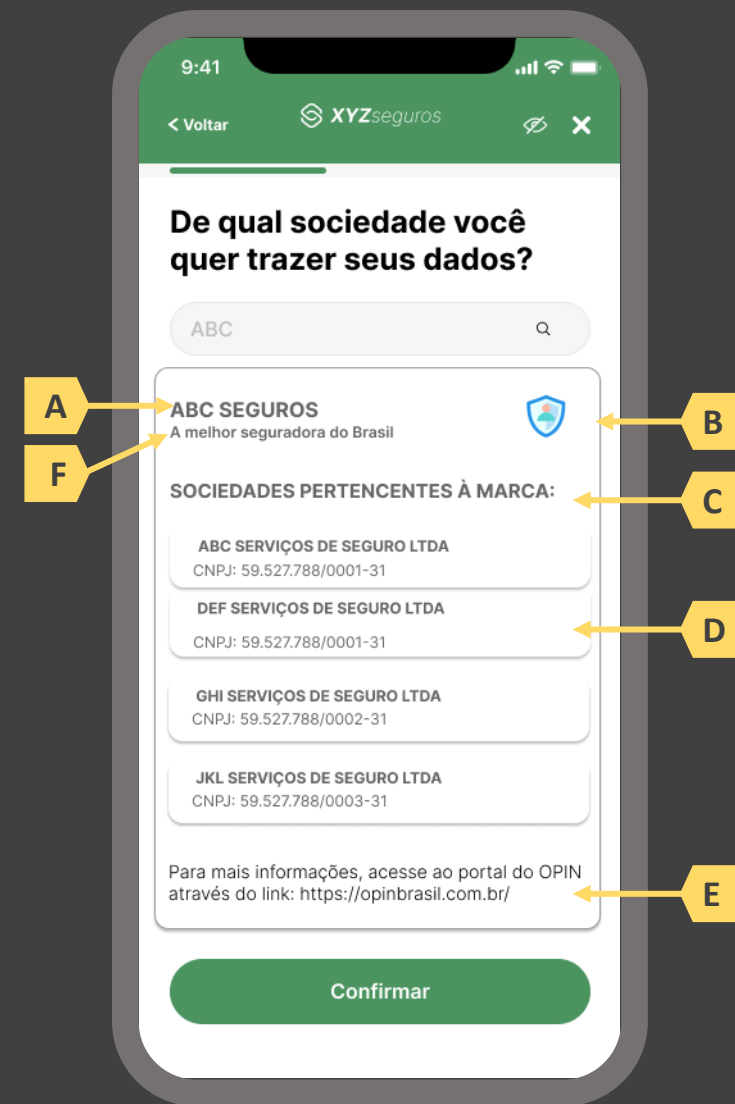 9:41
< Voltar
XYZseguros
De qual sociedade você
quer trazer seus dados?
ABC
A
ABC SEGUROS
B
A melhor seguradora do Brasil
F
SOCIEDADES PERTENCENTES À MARCA:
C
ABC SERVIÇOS DE SEGURO LTDA
CNPJ: 59.527.788/0001-31
DEF SERVIÇOS DE SEGURO LTDA
D
CNPJ: 59.527.788/0001-31
GHI SERVIÇOS DE SEGURO LTDA
CNPJ: 59.527.788/0002-31
JKL SERVIÇOS DE SEGURO LTDA
CNPJ: 59.527.788/0003-31
Para mais informações, acesse ao portal do OPIN
através do link: https://opinbrasil.com.br/
E
Confirmar